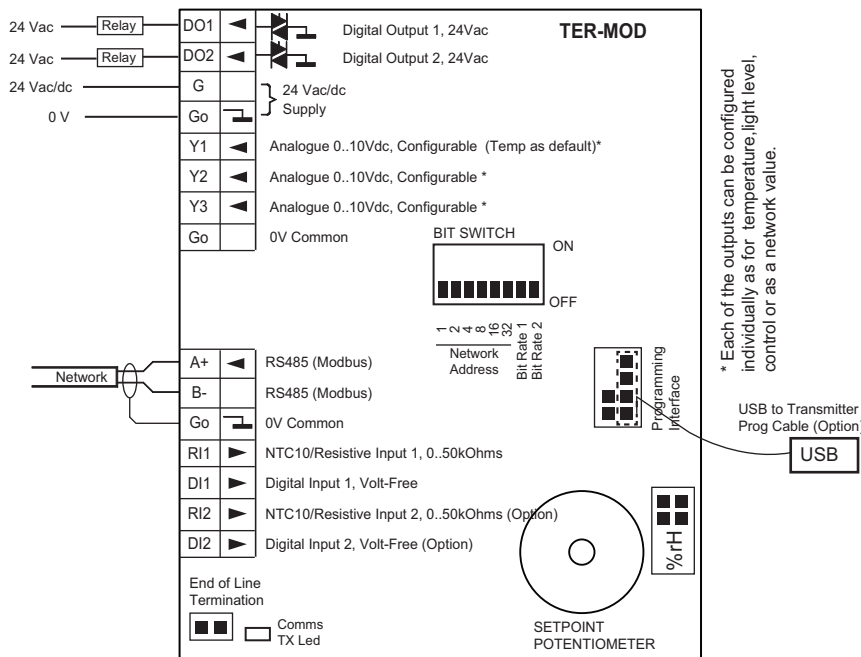 24 Vac Relay DO1 Digital Output 1, 24Vac
TER-MOD
24 Vac Relay DO2 Digital Output 2, 24Vac
24 Vac/dc G
24 Vac/dc
Supply
0 V Go
Y1 Analogue 0..10Vdc, Configurable (Temp as default)*
Y2 Analogue 0..10Vdc, Configurable *
Y3 Analogue 0..10Vdc, Configurable *
Go 0V Common
BIT SWITCH
ON
OFF
1
2
4
8
16
32
Bit Rate 1
Bit Rate 2
Network
Address
* Each of the outputs can be configured
individually as for temperature,light level,
control or as a network value.
Network
A+ RS485 (Modbus)
B- RS485 (Modbus)
Go 0V Common
RI1 NTC10/Resistive Input 1, 0..50kOhms
DI1 Digital Input 1, Volt-Free
RI2 NTC10/Resistive Input 2, 0..50kOhms (Option)
DI2 Digital Input 2, Volt-Free (Option)
Programming
Interface
USB to Transmitter
Prog Cable (Option)
USB
%rH
End of Line
Termination
Comms
TX Led
SETPOINT
POTENTIOMETER